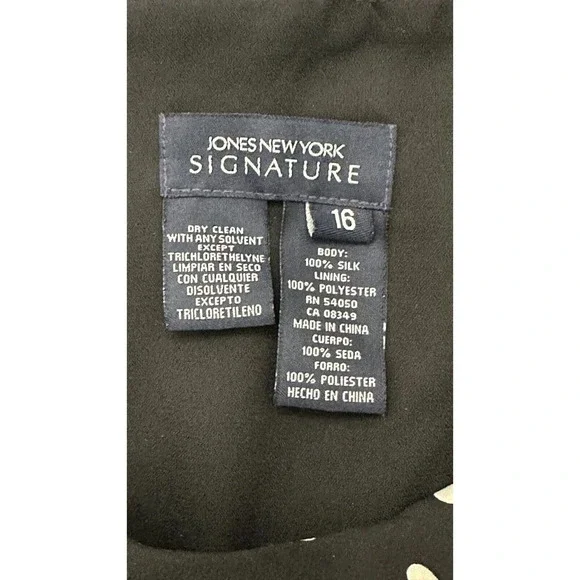 JONES NEW YORK
SIGNATURE
16
DRY CLEAN
WITH ANY SOLVENT
EXCEPT
TRICHLORETHELYNE
LIMPIAR EN SECO
CON CUALQUIER
DISOLVENTE
EXCEPTO
TRICLORETILENO
BODY:
100% SILK
LINING:
100% POLYESTER
RN 54050
CA 08349
MADE IN CHINA
CUERPO:
100% SEDA
FORRO:
100% POLIESTER
HECHO EN CHINA